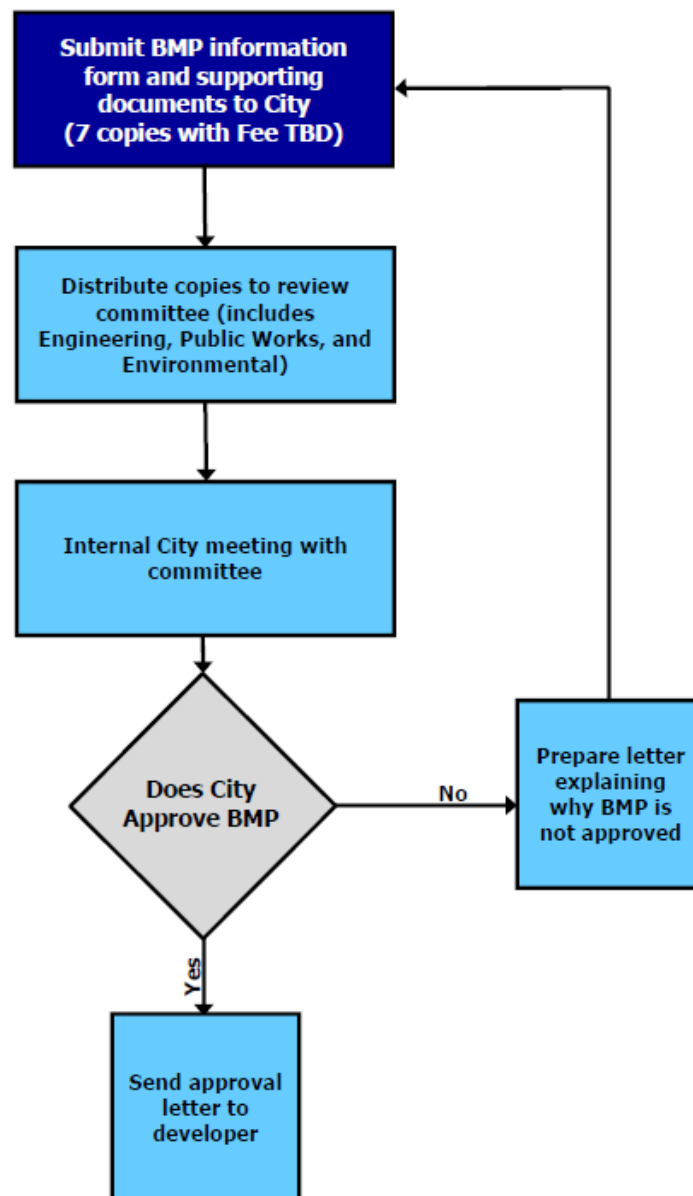 Submit BMP information
form and supporting
documents to City
(7 copies with Fee TBD)
Distribute copies to review
committee (includes
Engineering, Public Works, and
Environmental)
Internal City meeting with
committee
Does City
Approve BMP
No
Prepare letter
explaining
why BMP is
not approved
Yes
Send approval
letter to
developer